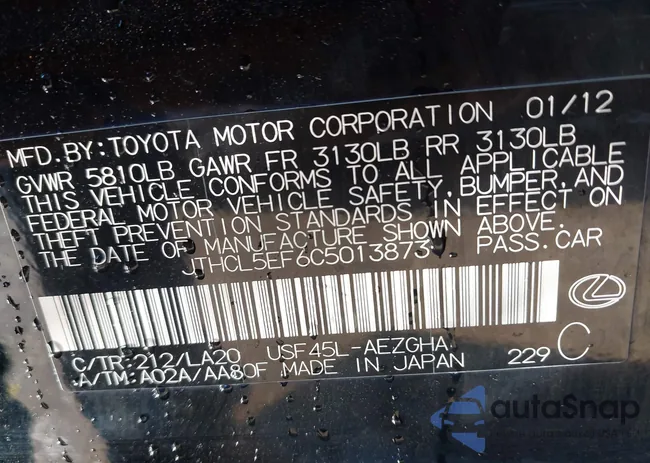 MFD. BY: TOYOTA MOTOR CORPORATION 01/12
GVWR 5810LB GAWR FR 3130LB RR 3130LB
THIS VEHICLE CONFORMS TO ALL APPLICABLE
FEDERAL MOTOR VEHICLE SAFETY, BUMPER, AND
THEFT PREVENTION STANDARDS IN EFFECT ON
THE DATE OF MANUFACTURE SHOWN ABOVE.
JTHCL5EF6C5013873 PASS. CAR
C/TR: 212/LA20 USF45L-AEZGHA
A/TM: A02A/AA80F MADE IN JAPAN 229 C
autoSnap